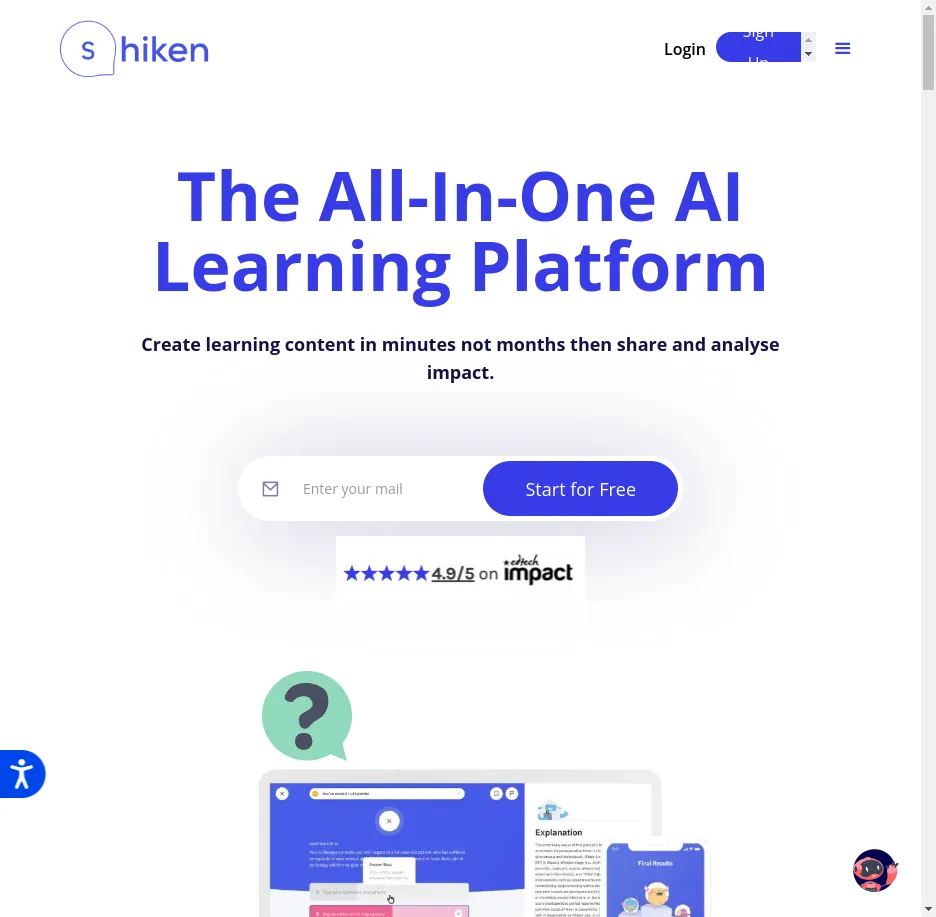 shiken
Login
Sign
Up
The All-In-One AI
Learning Platform
Create learning content in minutes not months then share and analyse
impact.
Enter your mail
Start for Free
★★★★★4.9/5 on edtech impact
?
Explanation
Final Results